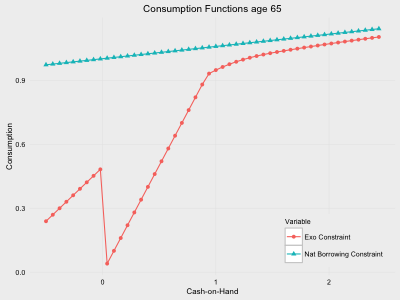 Consumption Functions age 65
Consumption
0.9
0.6
0.3
0.0
0
1
2
Cash-on-Hand
Variable
Exo Constraint
Nat Borrowing Constraint